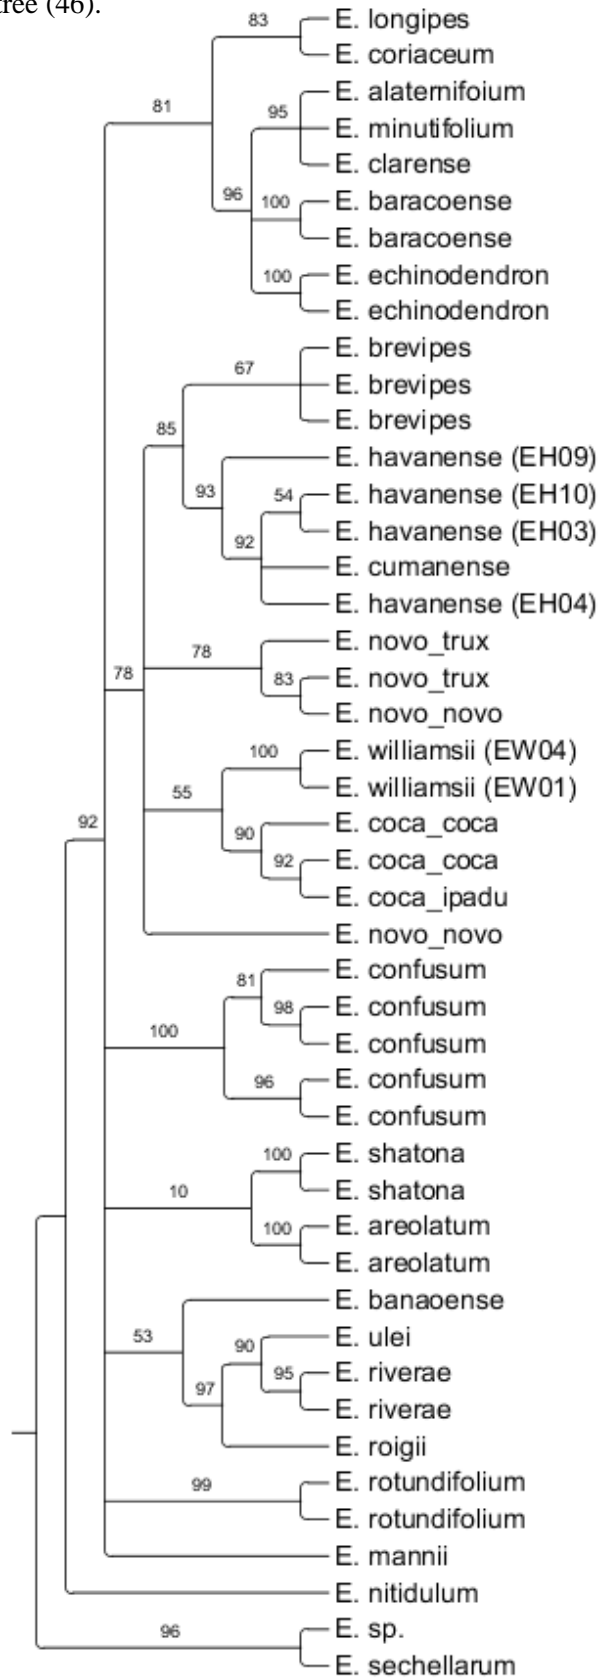 tree (46).
83
E. longipes
E. coriaceum
81
95
E. alaternifoium
E. minutifolium
E. clarense
96
100
E. baracoense
E. baracoense
100
E. echinodendron
E. echinodendron
67
E. brevipes
E. brevipes
E. brevipes
85
93
E. havanense (EH09)
54
E. havanense (EH10)
E. havanense (EH03)
92
E. cumanense
E. havanense (EH04)
78
78
E. novo_trux
83
E. novo_trux
E. novo_novo
100
E. williamsii (EW04)
E. williamsii (EW01)
55
90
E. coca_coca
92
E. coca_coca
E. coca_ipadu
92
E. novo_novo
81
E. confusum
98
E. confusum
E. confusum
100
96
E. confusum
E. confusum
100
E. shatona
E. shatona
10
100
E. areolatum
E. areolatum
53
E. banaoense
90
E. ulei
95
E. riverae
E. riverae
97
E. roigii
99
E. rotundifolium
E. rotundifolium
E. mannii
E. nitidulum
96
E. sp.
E. sechellarum